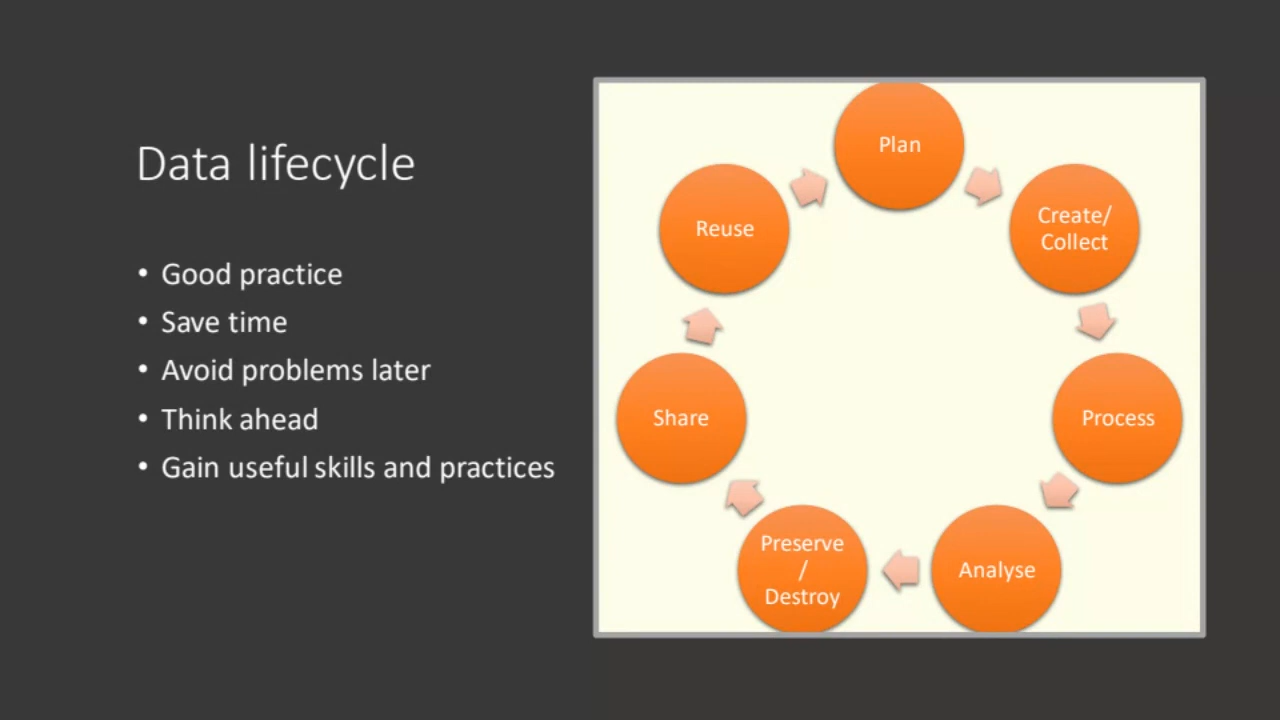 Data lifecycle
• Good practice
• Save time
• Avoid problems later
• Think ahead
• Gain useful skills and practices
Plan
Create/
Collect
Process
Analyse
Preserve
/
Destroy
Share
Reuse